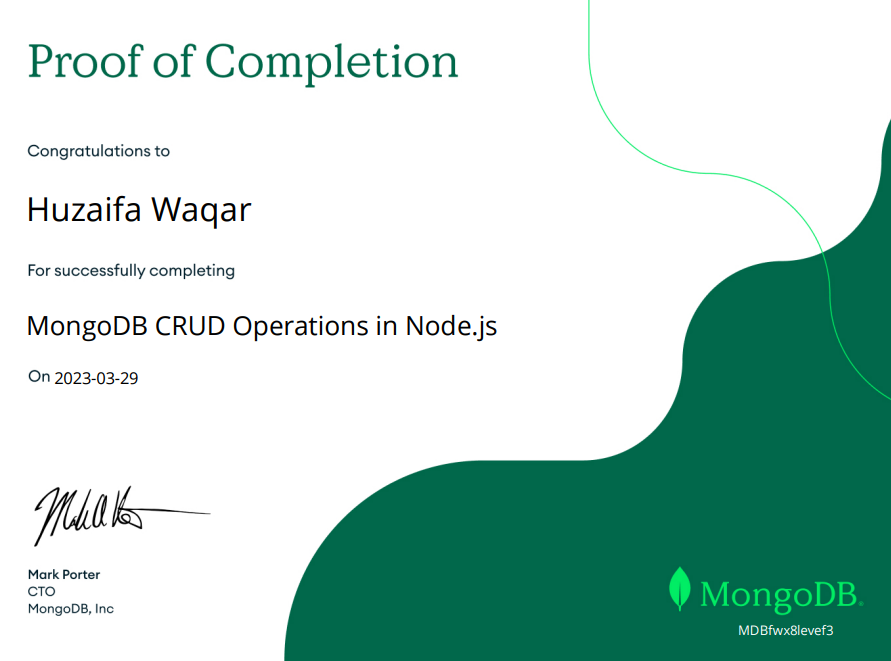 Proof of Completion
Congratulations to
Huzaifa Waqar
For successfully completing
MongoDB CRUD Operations in Node.js
On 2023-03-29
Mark Porter
CTO
MongoDB, Inc
MongoDB.
MDBfwx8levef3